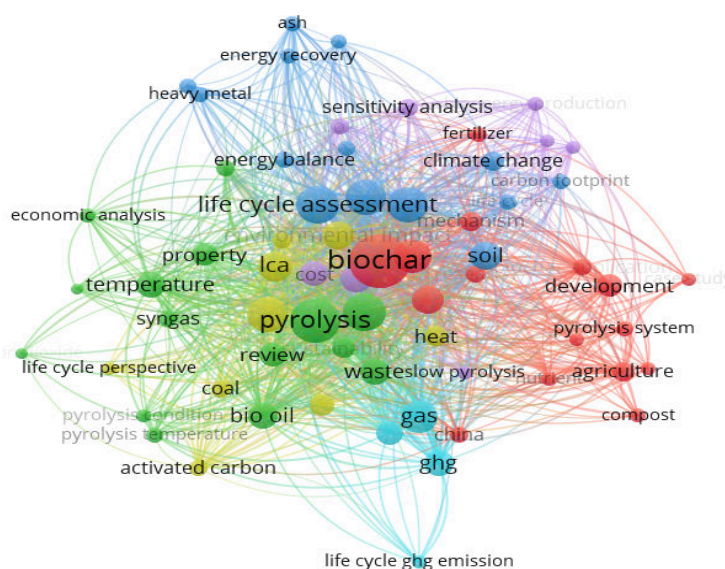 ash
energy recovery
heavy metal
sensitivity analysis
fertilizer
energy balance
climate change
carbon footprint
life cycle assessment
economic analysis
mechanism
environmental impact
property
biochar
soil
lca
cost
temperature
development
case study
syngas
pyrolysis
pyrolysis system
heat
review
life cycle perspective
waste
slow pyrolysis
agriculture
nutrient
coal
pyrolysis condition
bio oil
gas
compost
pyrolysis temperature
china
activated carbon
ghg
life cycle ghg emission